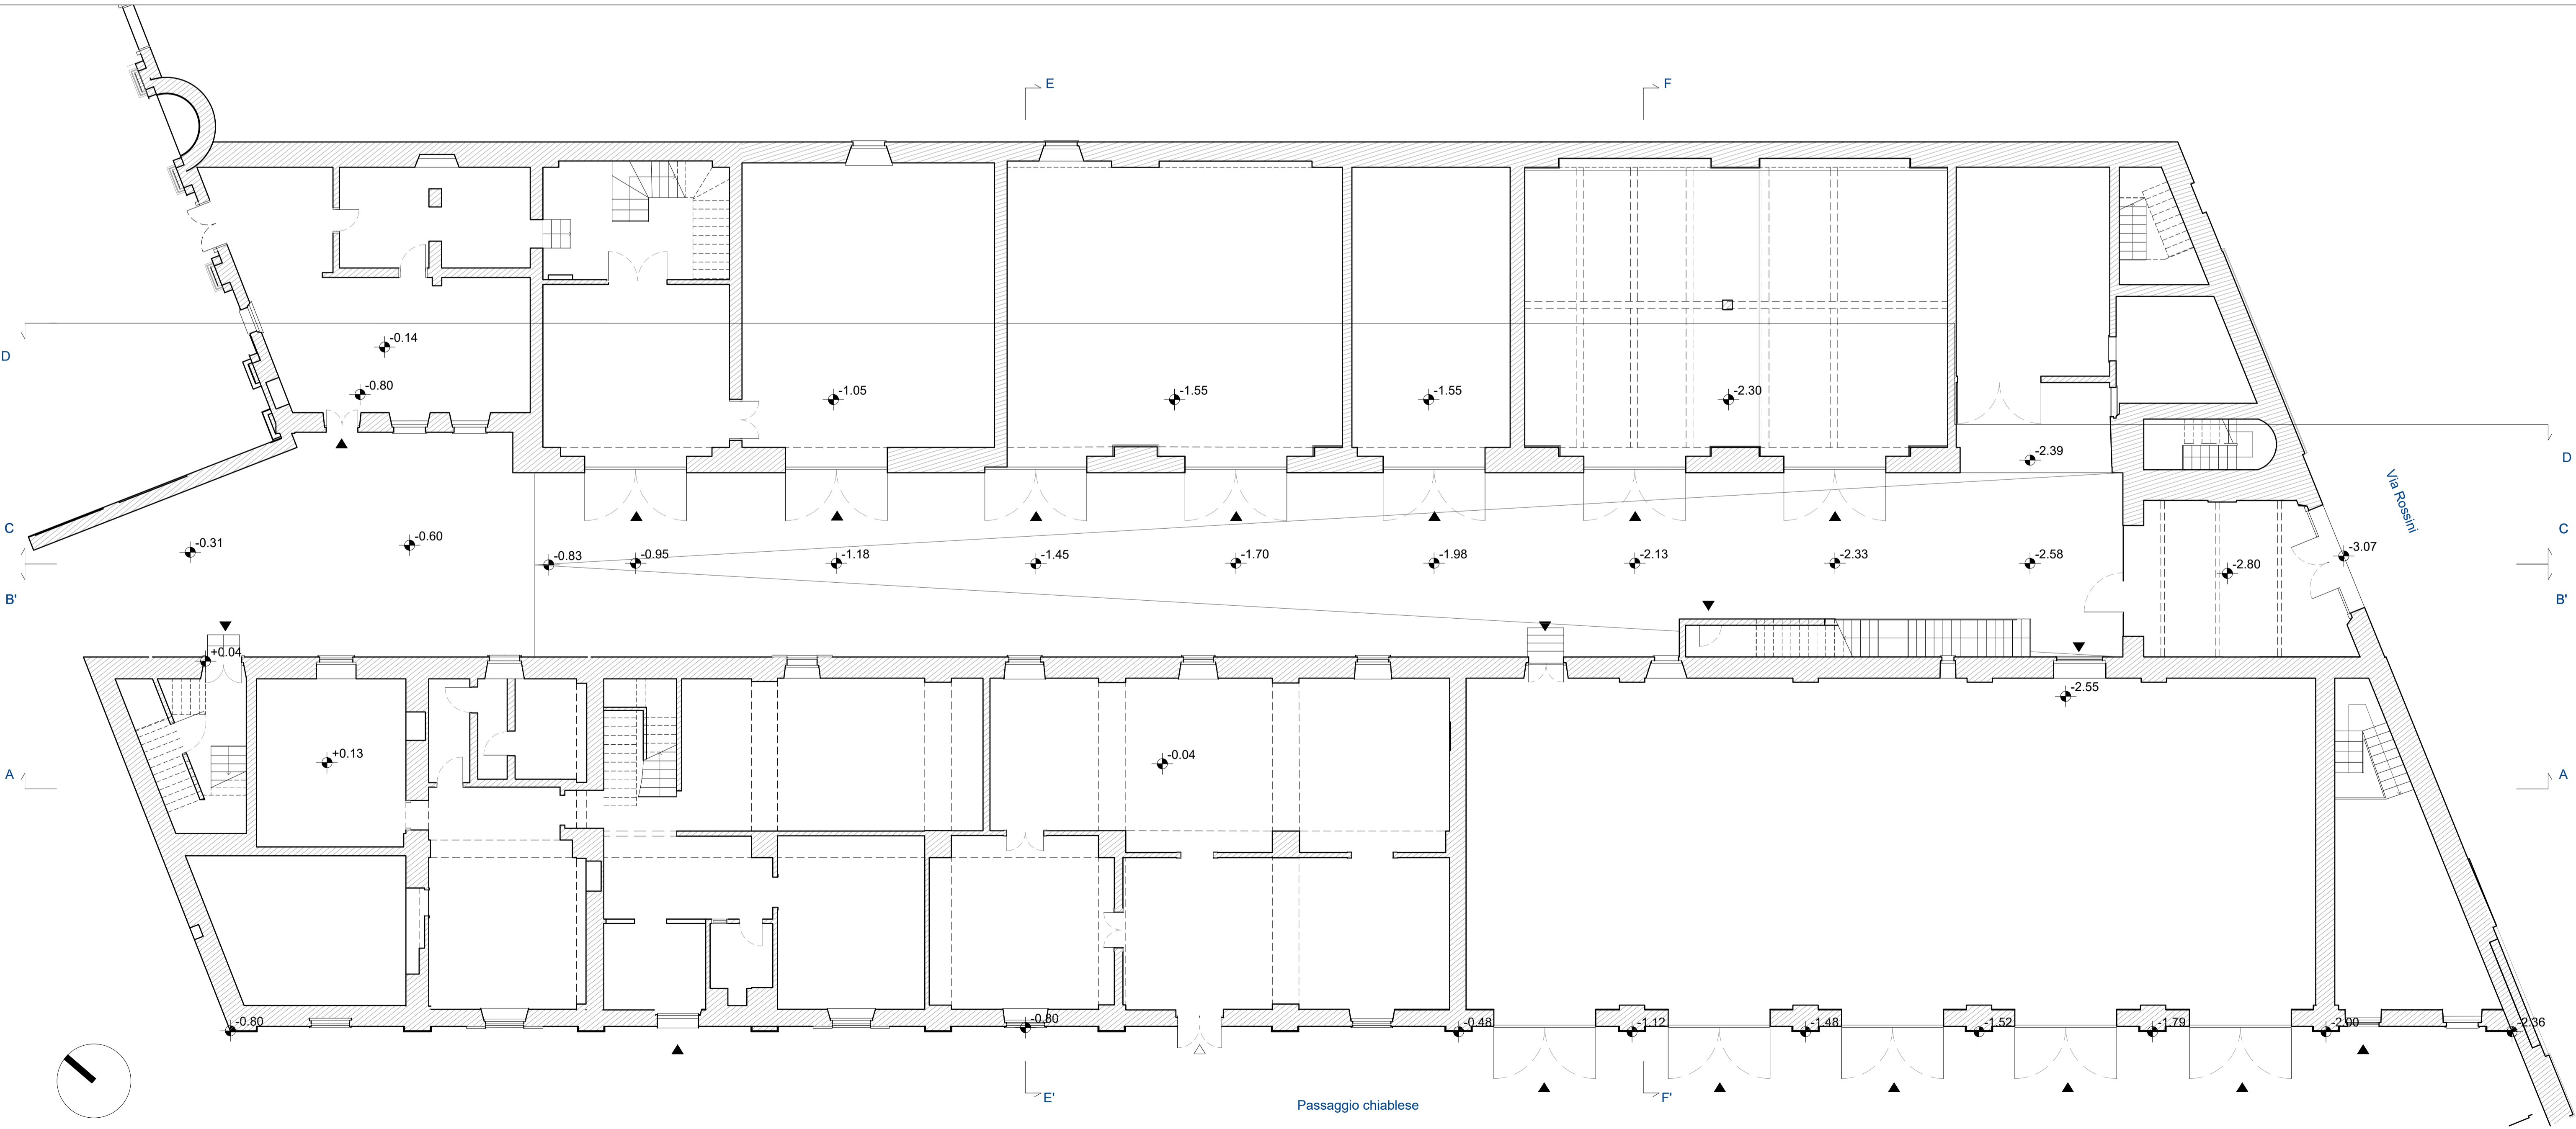 E
F
-0.14
D
-0.80
-1.05
-1.55
-1.55
-2.30
-2.39
D
Via Rossini
C
-0.31
-0.60
-0.83
-0.95
-1.18
-1.45
-1.70
-1.98
-2.13
-2.33
-2.58
-2.80
-3.07
C
B'
B'
+0.04
-2.55
+0.13
-0.04
A
A
-0.80
-0.80
-0.48
-1.12
-1.48
-1.52
-1.79
-2.00
-2.36
E'
F'
Passaggio chiablese